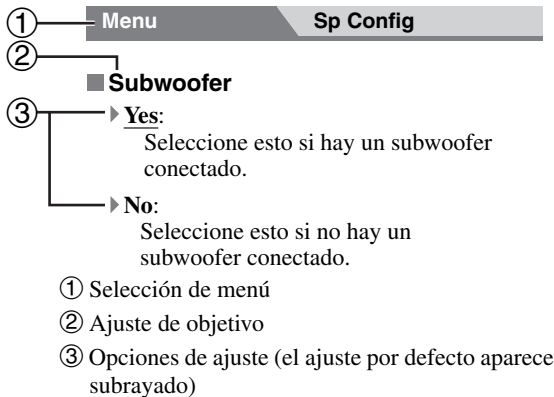 ① Menu Sp Config
②
■ Subwoofer
③ Yes:
Seleccione esto si hay un subwoofer
conectado.
No:
Seleccione esto si no hay un
subwoofer conectado.
① Selección de menú
② Ajuste de objetivo
③ Opciones de ajuste (el ajuste por defecto aparece
subrayado)